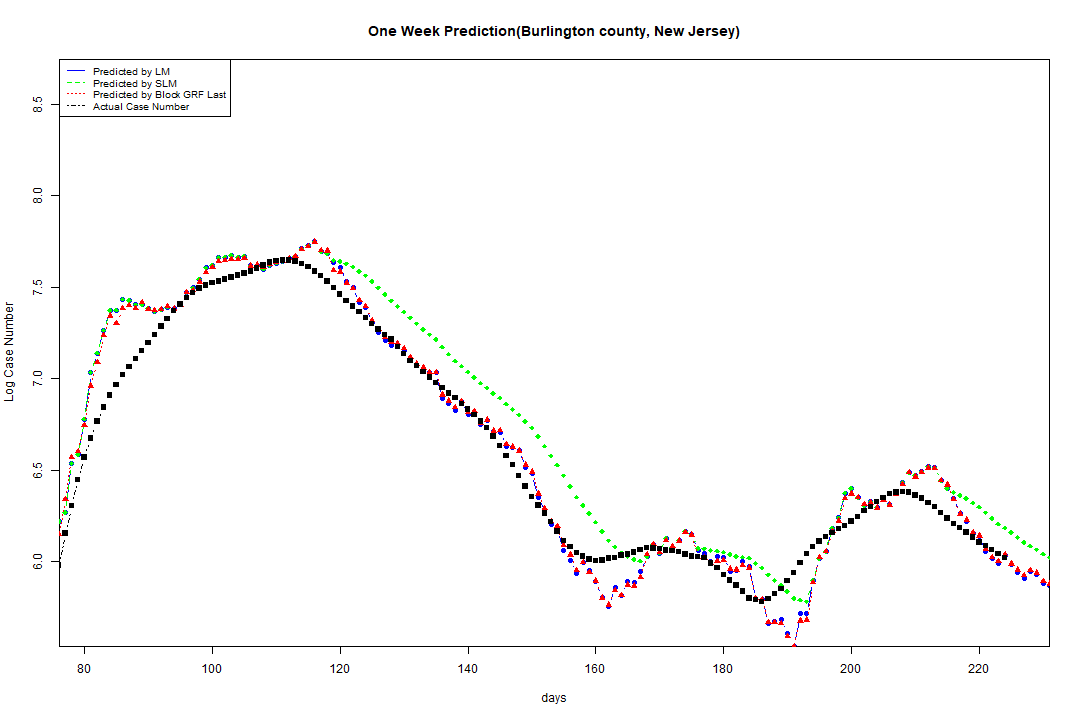 One Week Prediction(Burlington county, New Jersey)
Predicted by LM
Predicted by SLM
Predicted by Block GRF Last
Actual Case Number
8.5
8.0
7.5
7.0
6.5
6.0
Log Case Number
80 100 120 140 160 180 200 220
days